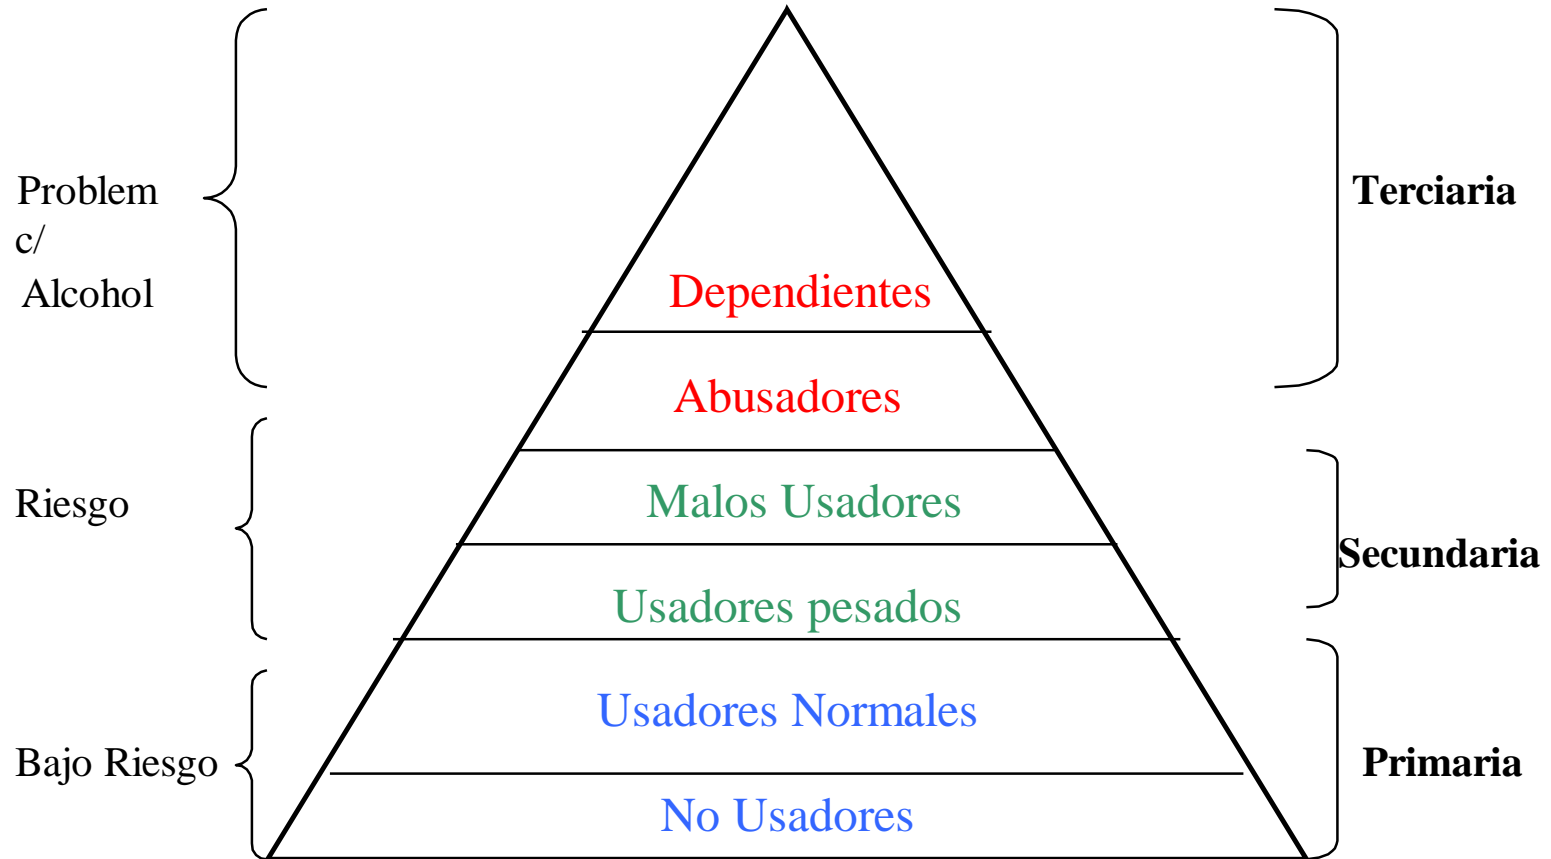 Problem
c/
Alcohol
Terciaria
Dependientes
Abusadores
Riesgo
Malos Usadores
Secundaria
Usadores pesados
Usadores Normales
Bajo Riesgo
Primaria
No Usadores